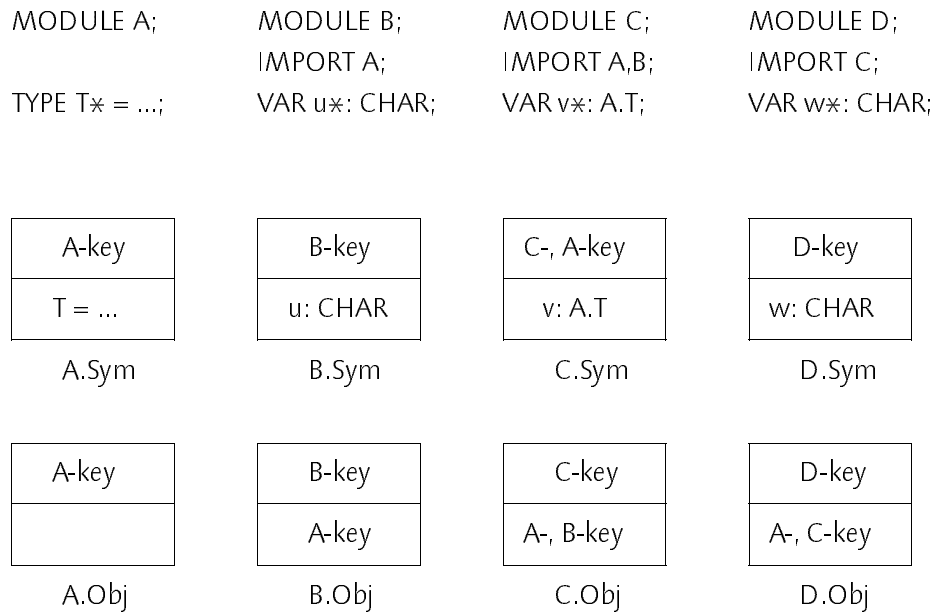 MODULE A; MODULE B; MODULE C; MODULE D;
IMPORT A; IMPORT A,B; IMPORT C;
TYPE T* = ...; VAR u*: CHAR; VAR v*: A.T; VAR w*: CHAR;
A-key B-key C-, A-key D-key
T = ... u: CHAR v: A.T w: CHAR
A.Sym B.Sym C.Sym D.Sym
A-key B-key C-key D-key
A-key A-, B-key A-, C-key
A.Obj B.Obj C.Obj D.Obj